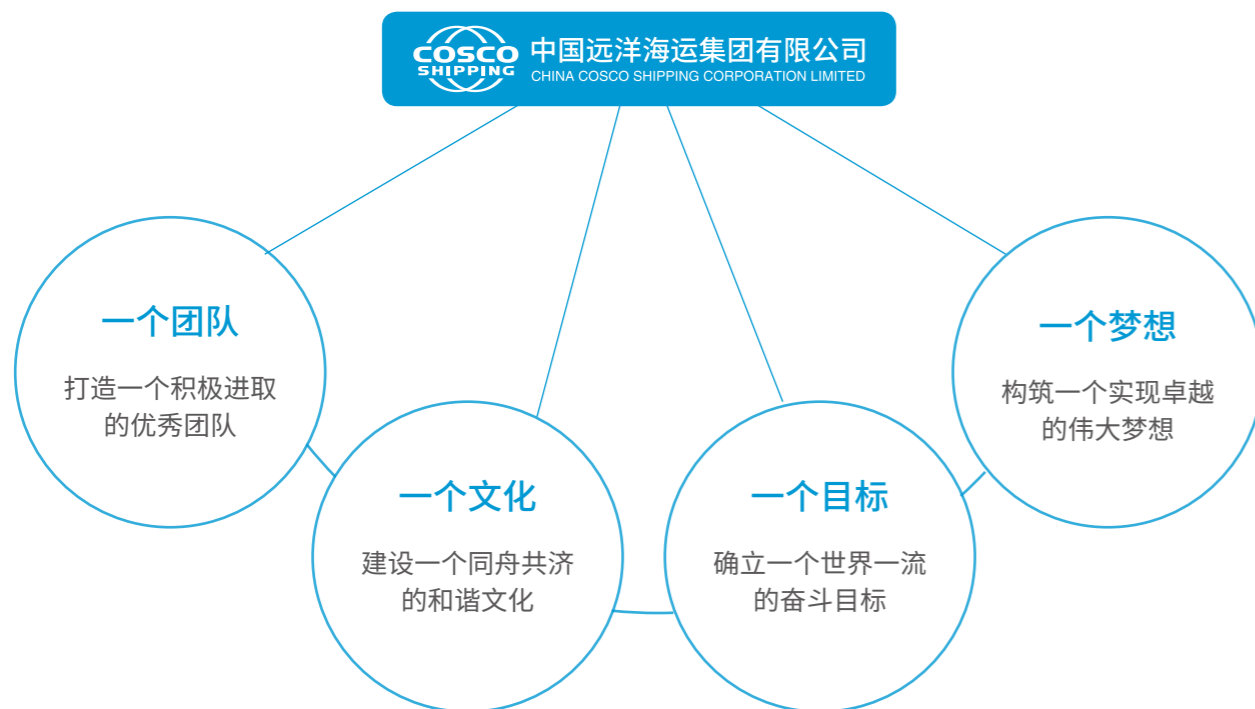 COSCO
SHIPPING
中国远洋海运集团有限公司
CHINA COSCO SHIPPING CORPORATION LIMITED
一个团队
打造一个积极进取
的优秀团队
一个文化
建设一个同舟共济
的和谐文化
一个目标
确立一个世界一流
的奋斗目标
一个梦想
构筑一个实现卓越
的伟大梦想